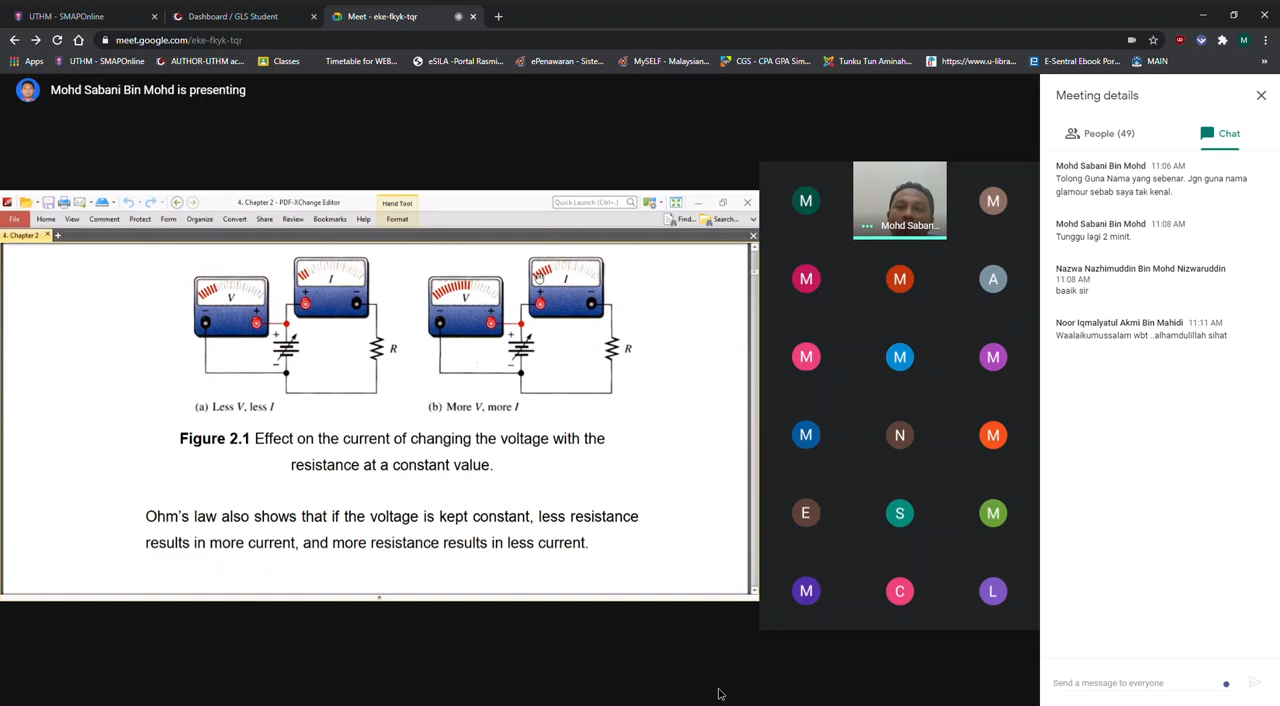 UTHM - SMAPOnline
Dashboard / GLS Student
Meet - eke-fkyk-tqr
meet.google.com/eke-fkyk-tqr
M
Apps
UTHM - SMAPOnline
AUTHOR-UTHM ac...
Classes
Timetable for WEB...
eSILA -Portal Rasmi...
ePenawaran - Siste...
MySELF - Malaysian...
CGS - CPA GPA Sim...
Tunku Tun Aminah...
https://www.u-libra...
E-Sentral Ebook Por...
MAIN
»
Mohd Sabani Bin Mohd is presenting
4. Chapter 2 - PDF-XChange Editor
Hand Tool
Quick Launch (Ctrl+.)
File
Home
View
Comment
Protect
Form
Organize
Convert
Share
Review
Bookmarks
Help
Format
Find...
Search...
4. Chapter 2
V
- +
I
+ -
+
-
R
V
- +
I
+ -
+
-
R
(a) Less V, less I
(b) More V, more I
Figure 2.1 Effect on the current of changing the voltage with the
resistance at a constant value.
Ohm's law also shows that if the voltage is kept constant, less resistance
results in more current, and more resistance results in less current.
M
Mohd Saban...
M
M
M
A
M
M
M
M
N
M
E
S
M
M
C
L
Meeting details
People (49)
Chat
Mohd Sabani Bin Mohd 11:06 AM
Tolong Guna Nama yang sebenar. Jgn guna nama
glamour sebab saya tak kenal.
Mohd Sabani Bin Mohd 11:08 AM
Tunggu lagi 2 minit.
Nazwa Nazhimuddin Bin Mohd Nizwaruddin
11:08 AM
baaik sir
Noor Iqmalyatul Akmi Bin Mahidi 11:11 AM
Waalaikumussalam wbt ..alhamdulillah sihat
Send a message to everyone